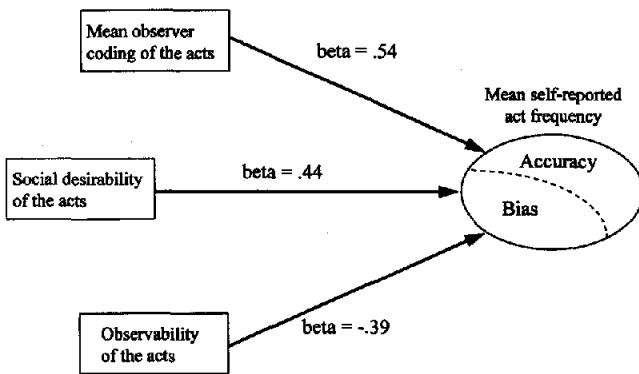 Mean observer
coding of the acts
beta = .54
Mean self-reported
act frequency
Accuracy
Social desirability
of the acts
beta = .44
Bias
Observability
of the acts
beta = -.39